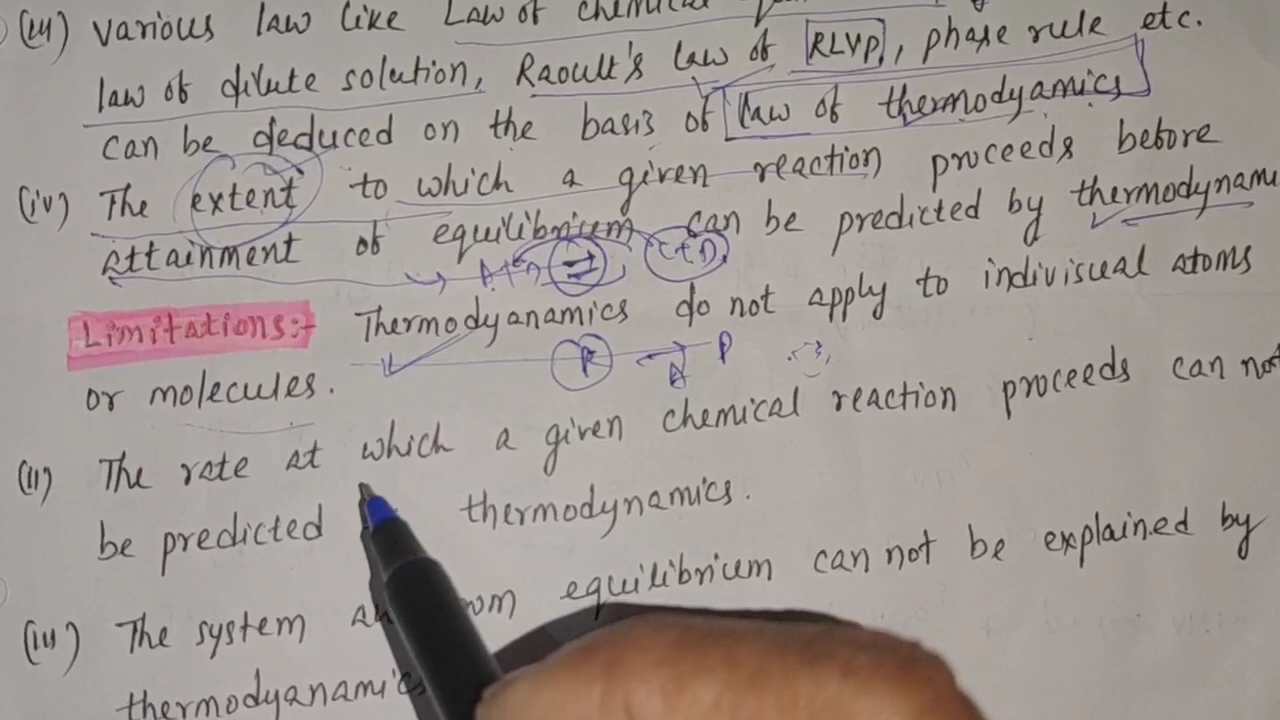 (iii) various law like Law of chemical
law of dilute solution, Raoult's law of RLVP, phase rule etc.
can be deduced on the basis of law of thermodyamics
(iv) The extent to which a given reaction proceeds before
attainment of equilibrium can be predicted by thermodynami
⇌ C+D
Limitations:- Thermodyanamics do not apply to indivisual atoms
R → P
or molecules.
(ii) The rate at which a given chemical reaction proceeds can not
be predicted thermodynamics.
(iii) The system equilibrium can not be explained by
thermodyanamics